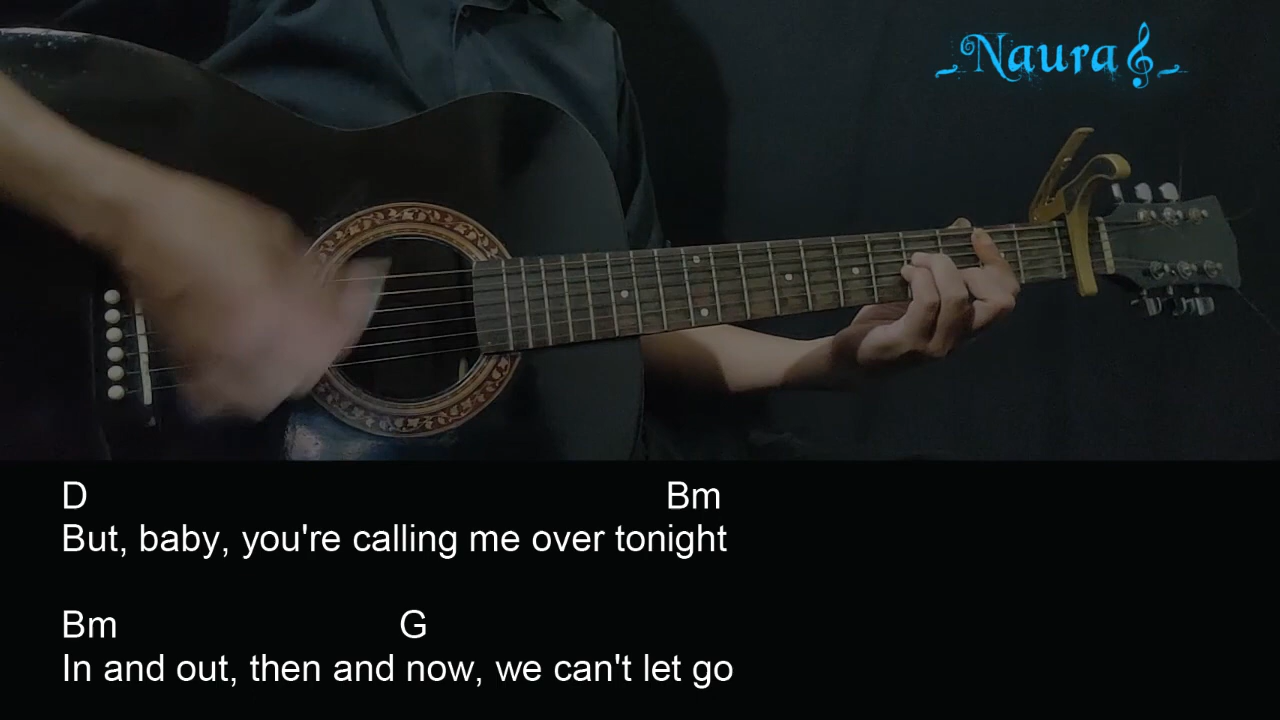 Naura
D Bm
But, baby, you're calling me over tonight
Bm G
In and out, then and now, we can't let go